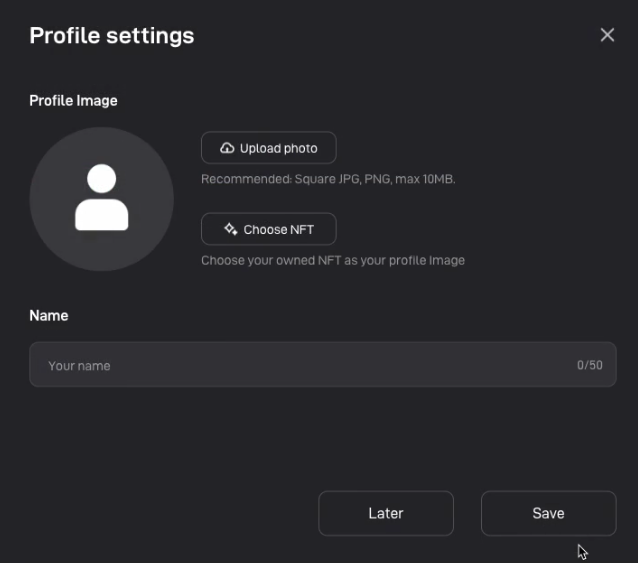 Profile settings
Profile Image
Upload photo
Recommended: Square JPG, PNG, max 10MB.
Choose NFT
Choose your owned NFT as your profile Image
Name
Your name 0/50
Later Save